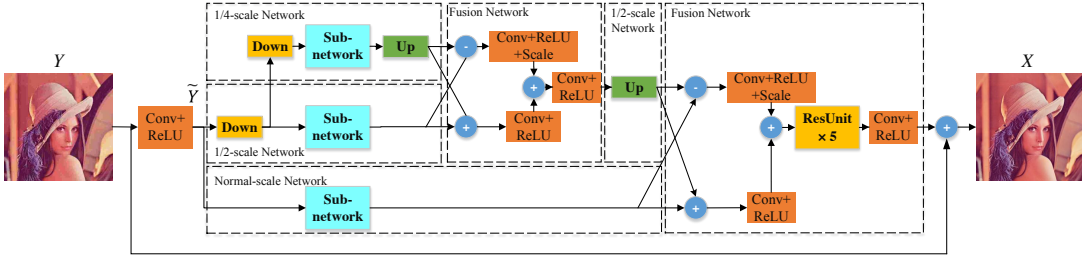 1/4-scale Network
Fusion Network
1/2-scale
Network
Fusion Network
Y
X
Down
Sub-
network
Up
-
Conv+ReLU
+Scale
+
Conv+
ReLU
Up
-
Conv+ReLU
+Scale
Ỹ
Conv+
ReLU
Down
Sub-
network
+
Conv+
ReLU
+
ResUnit
× 5
Conv+
ReLU
+
1/2-scale Network
Normal-scale Network
Sub-
network
+
Conv+
ReLU